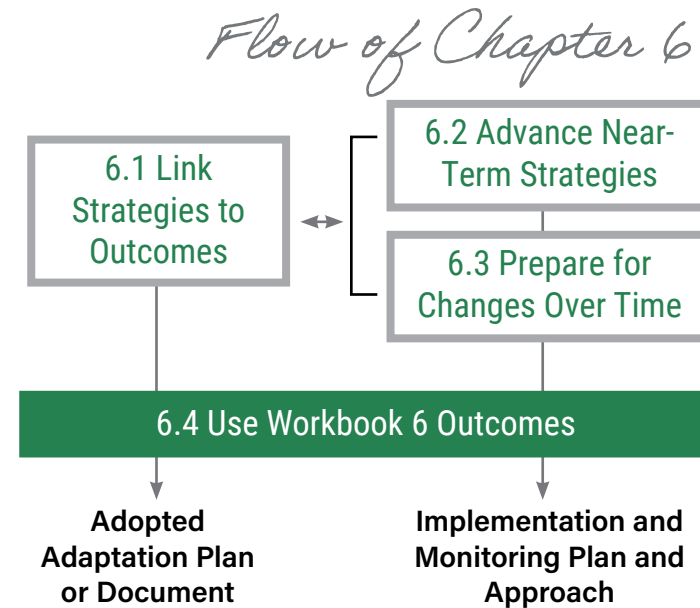 Flow of Chapter 6
6.1 Link
Strategies to
Outcomes
6.2 Advance Near-
Term Strategies
6.3 Prepare for
Changes Over Time
6.4 Use Workbook 6 Outcomes
Adopted
Adaptation Plan
or Document
Implementation and
Monitoring Plan and
Approach